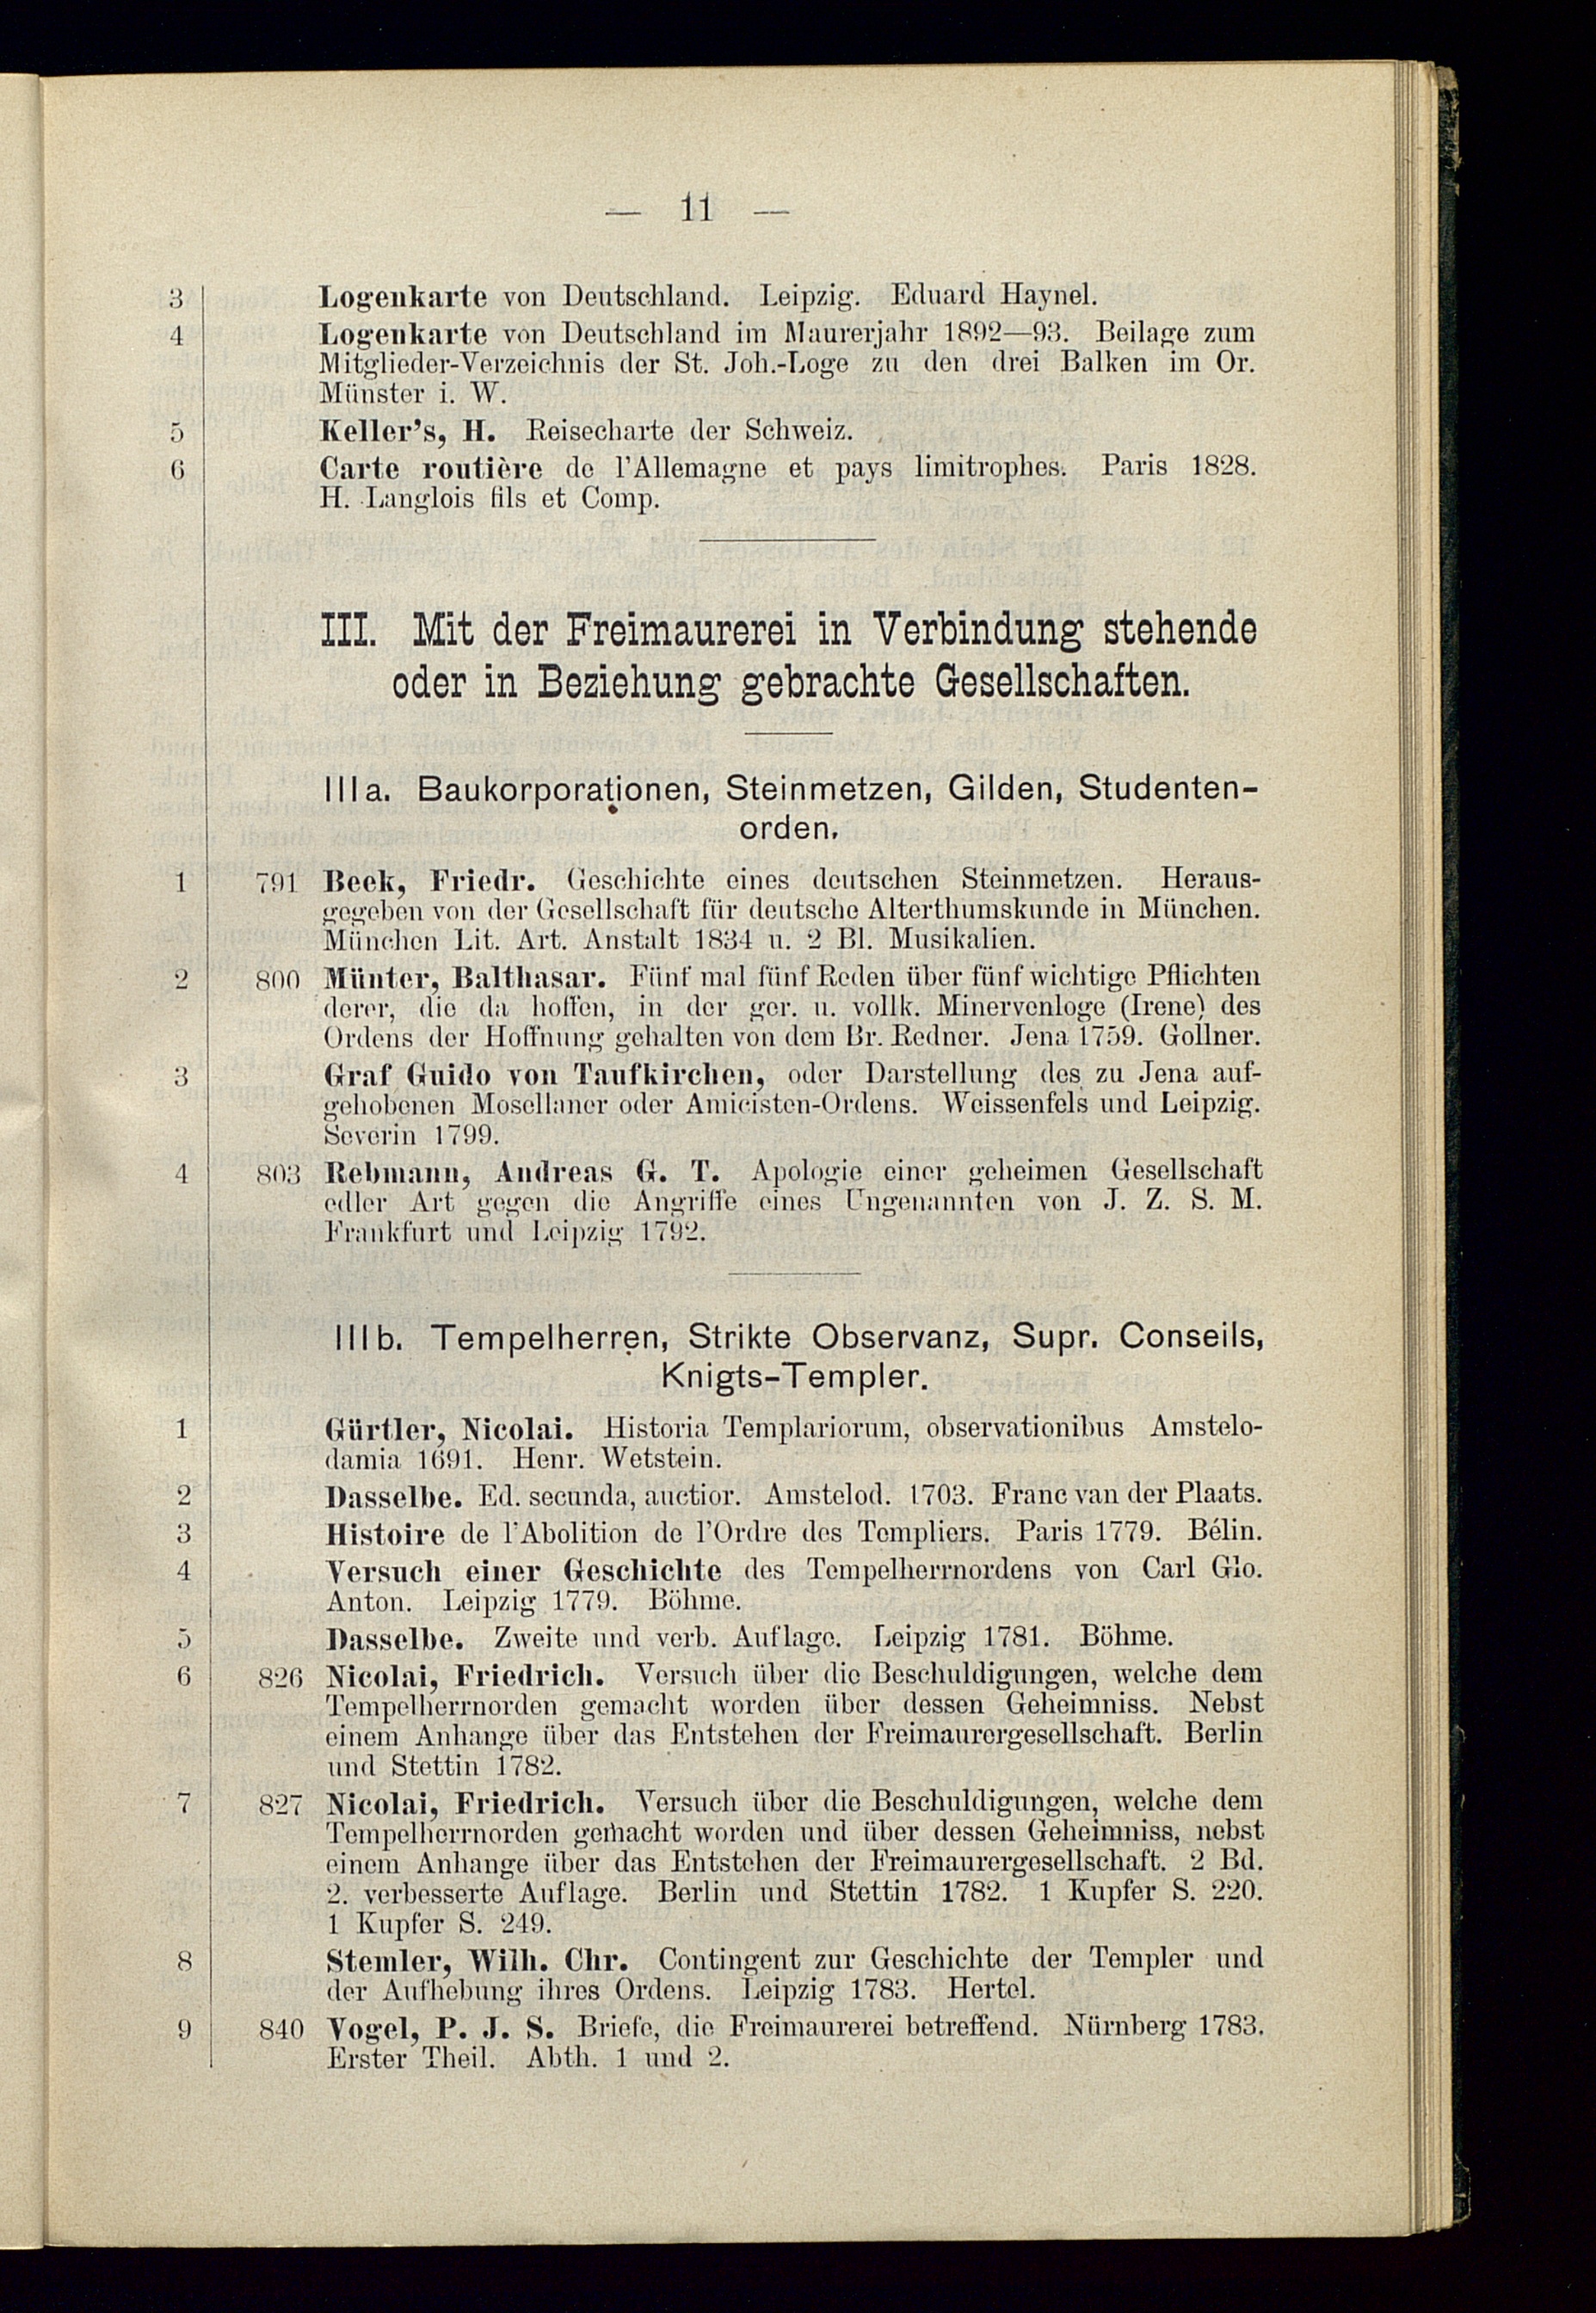 — 11 —
3 Logenkarte von Deutschland. Leipzig. Eduard Haynel.
4 Logenkarte von Deutschland im Maurerjahr 1892—93. Beilage zum
Mitglieder-Verzeichnis der St. Joh.-Loge zu den drei Balken im Or.
Münster i. W.
5 Keller's, H. Reisecharte der Schweiz.
6 Carte routière de l'Allemagne et pays limitrophes. Paris 1828.
H. Langlois fils et Comp.
III. Mit der Freimaurerei in Verbindung stehende
oder in Beziehung gebrachte Gesellschaften.
IIIa. Baukorporationen, Steinmetzen, Gilden, Studenten-
orden.
1 791 Beek, Friedr. Geschichte eines deutschen Steinmetzen. Heraus-
gegeben von der Gesellschaft für deutsche Alterthumskunde in München.
München Lit. Art. Anstalt 1834 u. 2 Bl. Musikalien.
2 800 Münter, Balthasar. Fünf mal fünf Reden über fünf wichtige Pflichten
derer, die da hoffen, in der ger. u. vollk. Minervenloge (Irene) des
Ordens der Hoffnung gehalten von dem Br. Redner. Jena 1759. Gollner.
3 Graf Guido von Taufkirchen, oder Darstellung des zu Jena auf-
gehobenen Mosellaner oder Amicisten-Ordens. Weissenfels und Leipzig.
Severin 1799.
4 803 Rebmann, Andreas G. T. Apologie einer geheimen Gesellschaft
edler Art gegen die Angriffe eines Ungenannten von J. Z. S. M.
Frankfurt und Leipzig 1792.
IIIb. Tempelherren, Strikte Observanz, Supr. Conseils,
Knigts-Templer.
1 Gürtler, Nicolai. Historia Templariorum, observationibus Amstelo-
damia 1691. Henr. Wetstein.
2 Dasselbe. Ed. secunda, auctior. Amstelod. 1703. Franc van der Plaats.
3 Histoire de l'Abolition de l'Ordre des Templiers. Paris 1779. Bélin.
4 Versuch einer Geschichte des Tempelherrnordens von Carl Glo.
Anton. Leipzig 1779. Böhme.
5 Dasselbe. Zweite und verb. Auflage. Leipzig 1781. Böhme.
6 826 Nicolai, Friedrich. Versuch über die Beschuldigungen, welche dem
Tempelherrnorden gemacht worden über dessen Geheimniss. Nebst
einem Anhange über das Entstehen der Freimaurergesellschaft. Berlin
und Stettin 1782.
7 827 Nicolai, Friedrich. Versuch über die Beschuldigungen, welche dem
Tempelherrnorden gemacht worden und über dessen Geheimniss, nebst
einem Anhange über das Entstehen der Freimaurergesellschaft. 2 Bd.
2. verbesserte Auflage. Berlin und Stettin 1782. 1 Kupfer S. 220.
1 Kupfer S. 249.
8 Stemler, Wilh. Chr. Contingent zur Geschichte der Templer und
der Aufhebung ihres Ordens. Leipzig 1783. Hertel.
9 840 Vogel, P. J. S. Briefe, die Freimaurerei betreffend. Nürnberg 1783.
Erster Theil. Abth. 1 und 2.